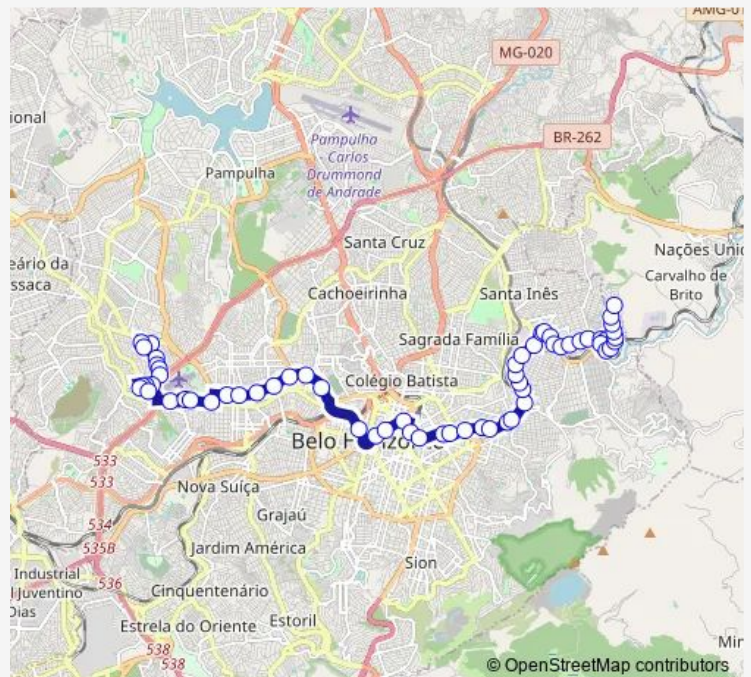 AMG-0
MG-020
ional
BR-262
Pampulha
Carlos
Drummond
de Andrade
Pampulha
Santa Cruz
Nações Unid
eário da
ssaca
Carvalho de
Brito
Cachoeirinha
Santa Inês
Sagrada Família
Colégio Batista
Belo Horizonte
533
533
Nova Suíça
Grajaú
534
535B
Jardim América
Sion
Industrial
Juventino
Dias
536
Cinquentenário
Estrela do Oriente
Estoril
538
538
Min
© OpenStreetMap contributors